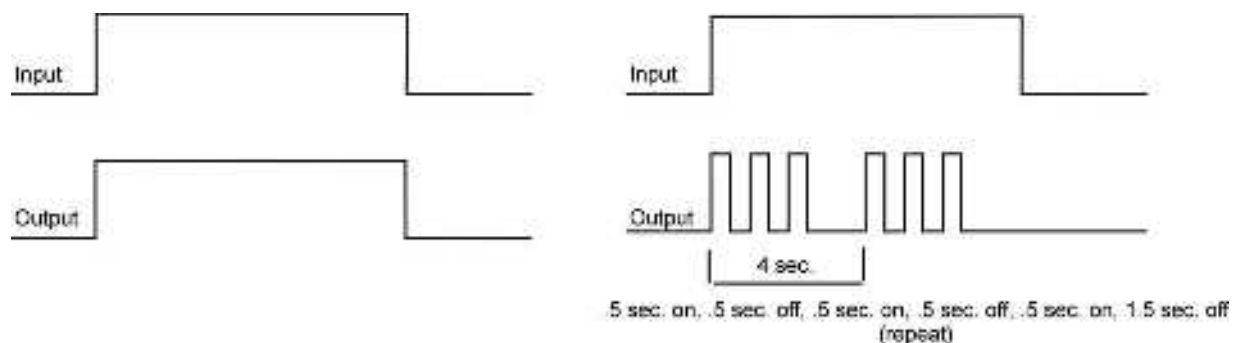 Input
Output
Input
Output
4 sec.
.5 sec. on, .5 sec. off, .5 sec. on, .5 sec. off, .5 sec. on, 1.5 sec. off
(repeat)